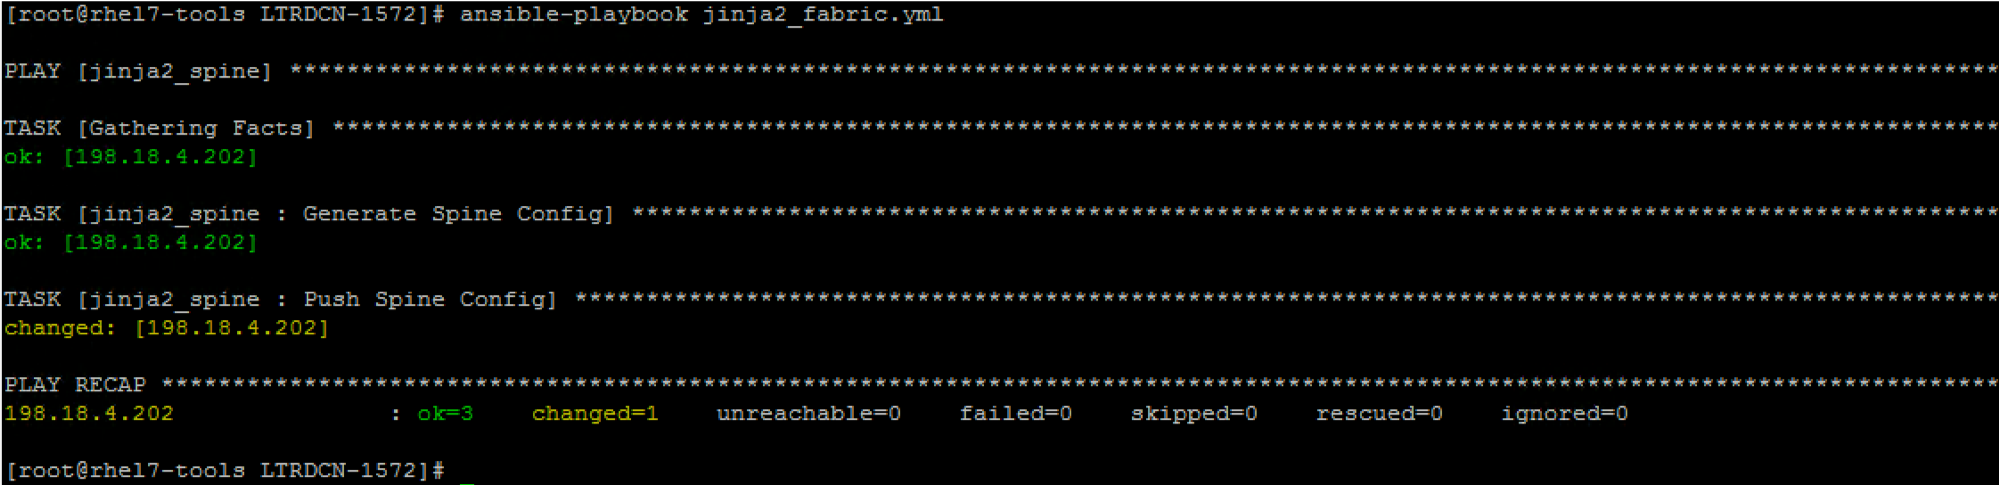 [root@rhel7-tools LTRDCN-1572]# ansible-playbook jinja2_fabric.yml
PLAY [jinja2_spine] ************************************************************************************************************************
TASK [Gathering Facts] *********************************************************************************************************************
ok: [198.18.4.202]
TASK [jinja2_spine : Generate Spine Config] ************************************************************************************************
ok: [198.18.4.202]
TASK [jinja2_spine : Push Spine Config] ****************************************************************************************************
changed: [198.18.4.202]
PLAY RECAP *********************************************************************************************************************************
198.18.4.202               : ok=3    changed=1    unreachable=0    failed=0    skipped=0    rescued=0    ignored=0
[root@rhel7-tools LTRDCN-1572]#